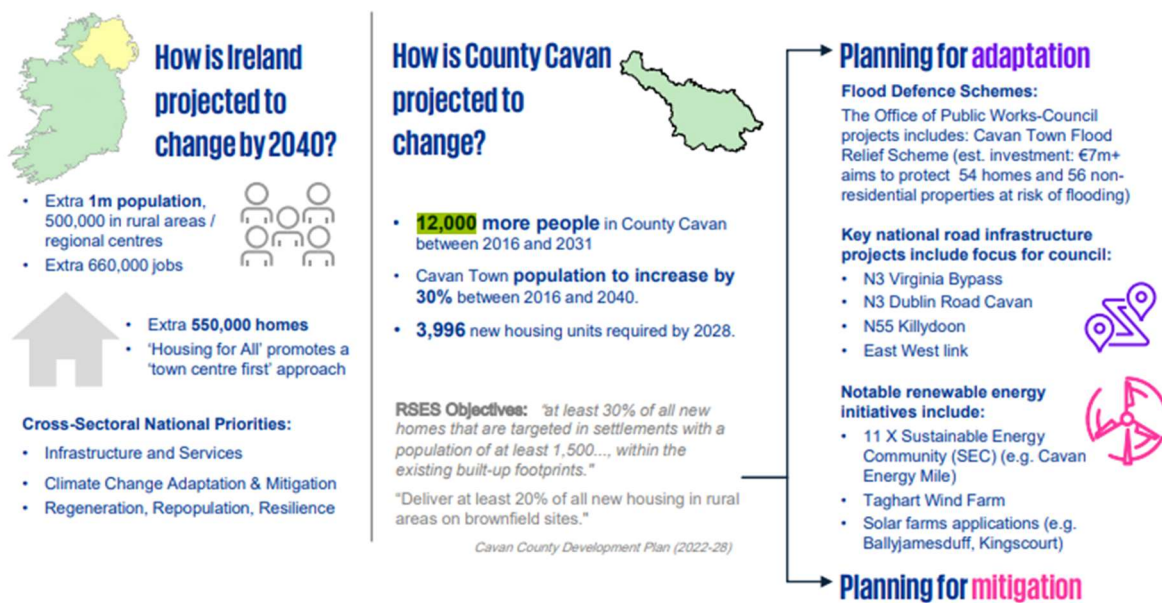 How is Ireland
projected to
change by 2040?
• Extra 1m population,
500,000 in rural areas /
regional centres
• Extra 660,000 jobs
• Extra 550,000 homes
• ‘Housing for All’ promotes a
‘town centre first’ approach
Cross-Sectoral National Priorities:
• Infrastructure and Services
• Climate Change Adaptation & Mitigation
• Regeneration, Repopulation, Resilience
How is County Cavan
projected to
change?
• 12,000 more people in County Cavan
between 2016 and 2031
• Cavan Town population to increase by
30% between 2016 and 2040.
• 3,996 new housing units required by 2028.
RSES Objectives: "at least 30% of all new
homes that are targeted in settlements with a
population of at least 1,500..., within the
existing built-up footprints."
“Deliver at least 20% of all new housing in rural
areas on brownfield sites."
Cavan County Development Plan (2022-28)
Planning for adaptation
Flood Defence Schemes:
The Office of Public Works-Council
projects includes: Cavan Town Flood
Relief Scheme (est. investment: €7m+
aims to protect 54 homes and 56 non-
residential properties at risk of flooding)
Key national road infrastructure
projects include focus for council:
• N3 Virginia Bypass
• N3 Dublin Road Cavan
• N55 Killydoon
• East West link
Notable renewable energy
initiatives include:
• 11 X Sustainable Energy
Community (SEC) (e.g. Cavan
Energy Mile)
• Taghart Wind Farm
• Solar farms applications (e.g.
Ballyjamesduff, Kingscourt)
Planning for mitigation